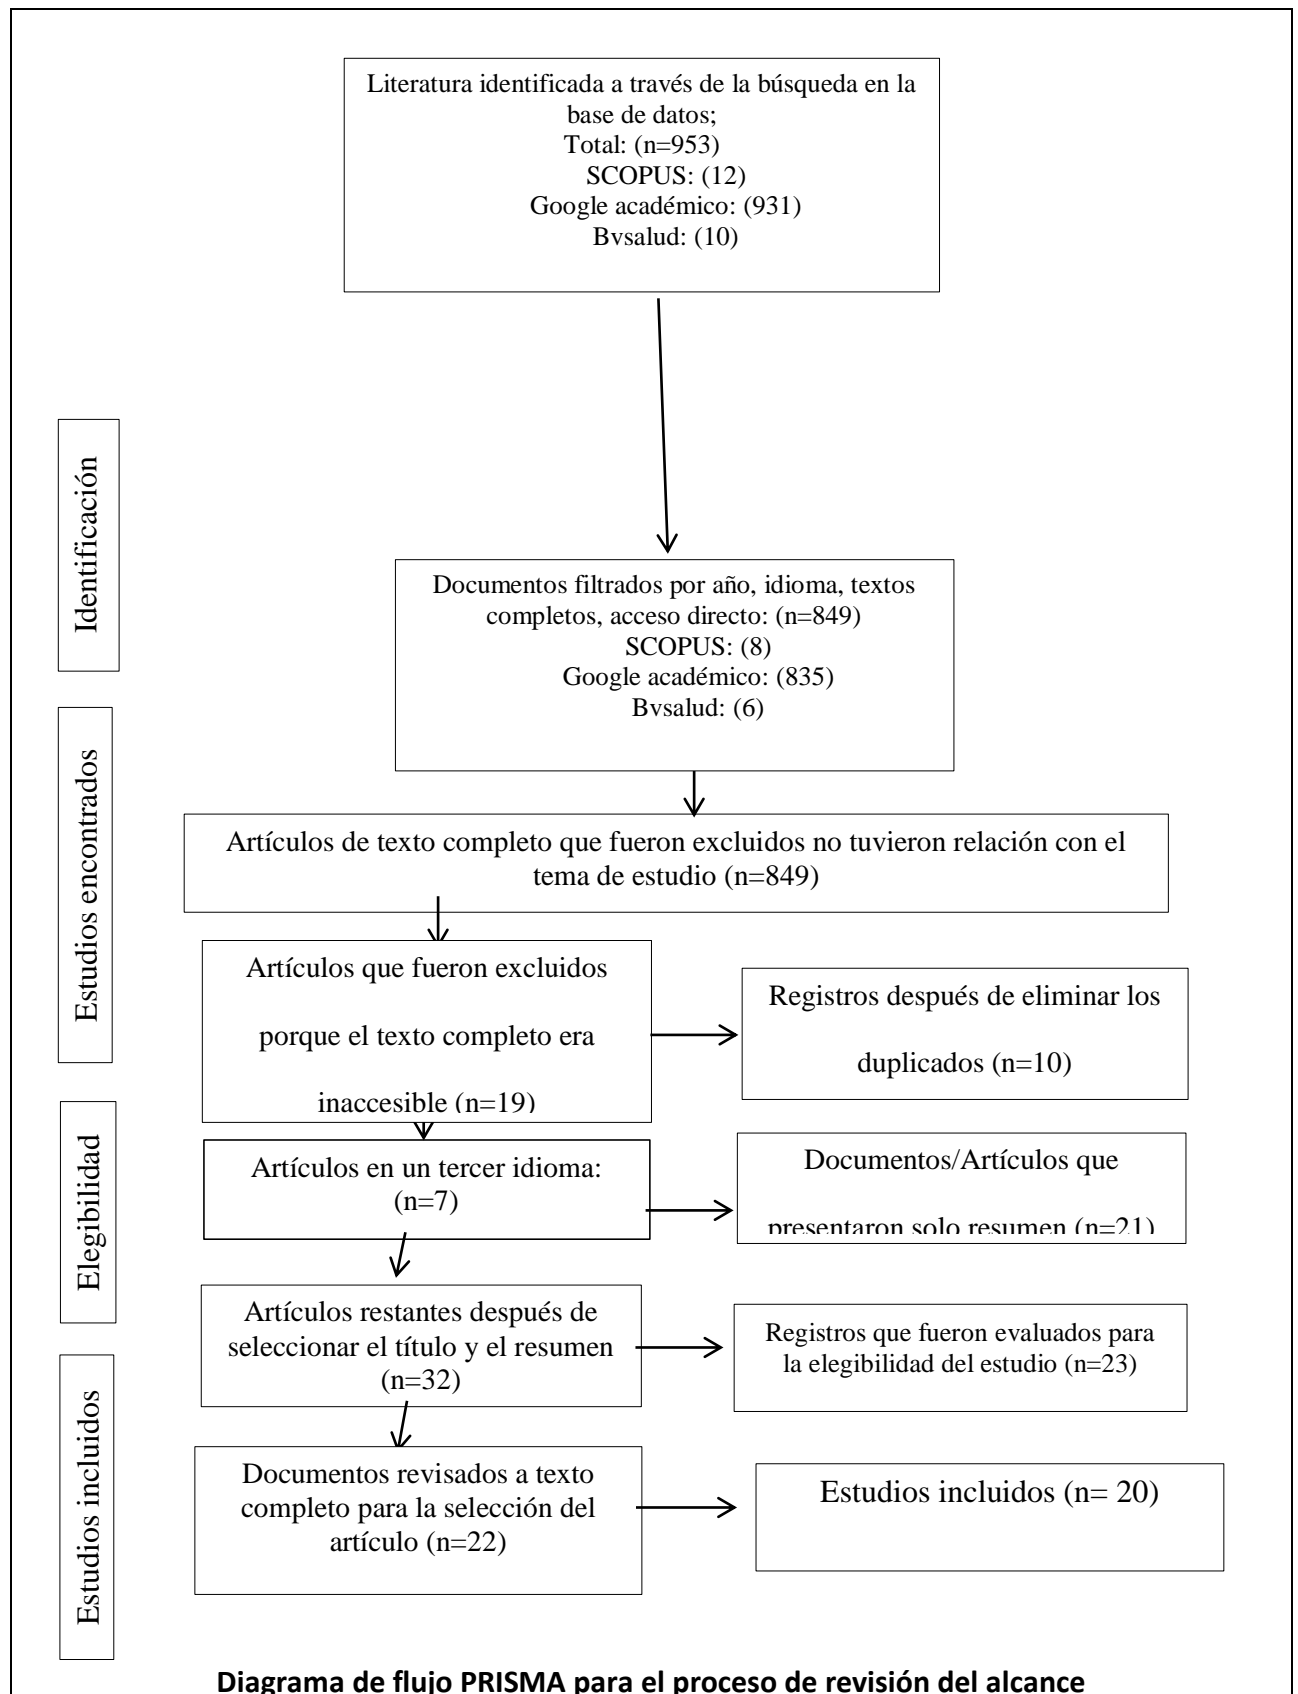 Literatura identificada a través de la búsqueda en la
base de datos;
Total: (n=953)
SCOPUS: (12)
Google académico: (931)
Bvsalud: (10)
Identificación
Documentos filtrados por año, idioma, textos
completos, acceso directo: (n=849)
SCOPUS: (8)
Google académico: (835)
Bvsalud: (6)
Estudios encontrados
Artículos de texto completo que fueron excluidos no tuvieron relación con el
tema de estudio (n=849)
Artículos que fueron excluidos
porque el texto completo era
inaccesible (n=19)
Registros después de eliminar los
duplicados (n=10)
Elegibilidad
Artículos en un tercer idioma:
(n=7)
Documentos/Artículos que
presentaron solo resumen (n=21)
Artículos restantes después de
seleccionar el título y el resumen
(n=32)
Registros que fueron evaluados para
la elegibilidad del estudio (n=23)
Estudios incluidos
Documentos revisados a texto
completo para la selección del
artículo (n=22)
Estudios incluidos (n= 20)
Diagrama de flujo PRISMA para el proceso de revisión del alcance